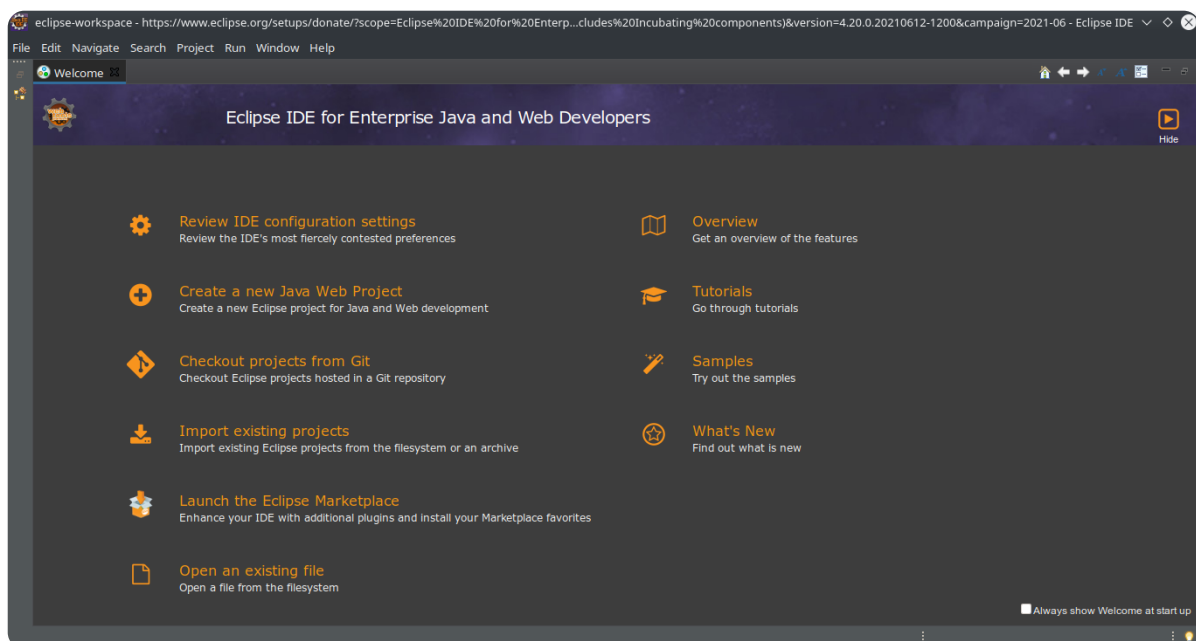 eclipse-workspace - https://www.eclipse.org/setups/donate/?scope=Eclipse%20IDE%20for%20Enterp...cludes%20Incubating%20components)&version=4.20.0.20210612-1200&campaign=2021-06 - Eclipse IDE
File Edit Navigate Search Project Run Window Help
Welcome
Eclipse IDE for Enterprise Java and Web Developers
Hide
Review IDE configuration settings
Review the IDE's most fiercely contested preferences
Create a new Java Web Project
Create a new Eclipse project for Java and Web development
Checkout projects from Git
Checkout Eclipse projects hosted in a Git repository
Import existing projects
Import existing Eclipse projects from the filesystem or an archive
Launch the Eclipse Marketplace
Enhance your IDE with additional plugins and install your Marketplace favorites
Open an existing file
Open a file from the filesystem
Overview
Get an overview of the features
Tutorials
Go through tutorials
Samples
Try out the samples
What's New
Find out what is new
Always show Welcome at start up